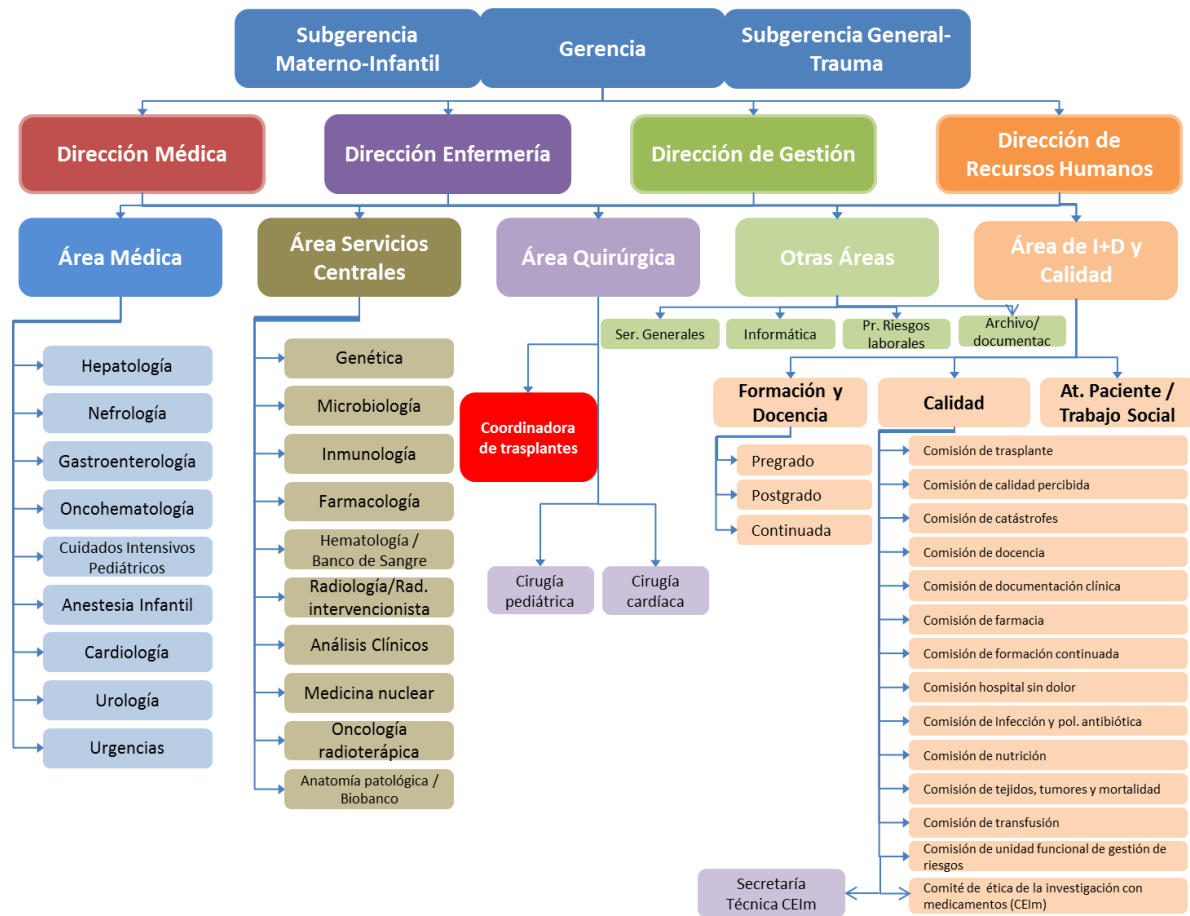 Subgerencia
Materno-Infantil
Gerencia
Subgerencia General-
Trauma
Dirección Médica
Dirección Enfermería
Dirección de Gestión
Dirección de
Recursos Humanos
Área Médica
Área Servicios
Centrales
Área Quirúrgica
Otras Áreas
Área de I+D y
Calidad
Ser. Generales
Informática
Pr. Riesgos
laborales
Archivo/
documentac
Hepatología
Nefrología
Gastroenterología
Oncohematología
Cuidados Intensivos
Pediátricos
Anestesia Infantil
Cardiología
Urología
Urgencias
Genética
Microbiología
Inmunología
Farmacología
Hematología /
Banco de Sangre
Radiología/Rad.
intervencionista
Análisis Clínicos
Medicina nuclear
Oncología
radioterápica
Anatomía patológica /
Biobanco
Coordinadora
de trasplantes
Cirugía
pediátrica
Cirugía
cardíaca
Formación y
Docencia
Pregrado
Postgrado
Continuada
Calidad
At. Paciente /
Trabajo Social
Comisión de trasplante
Comisión de calidad percibida
Comisión de catástrofes
Comisión de docencia
Comisión de documentación clínica
Comisión de farmacia
Comisión de formación continuada
Comisión hospital sin dolor
Comisión de Infección y pol. antibiótica
Comisión de nutrición
Comisión de tejidos, tumores y mortalidad
Comisión de transfusión
Comisión de unidad funcional de gestión de
riesgos
Secretaría
Técnica CEIm
Comité de ética de la investigación con
medicamentos (CEIm)